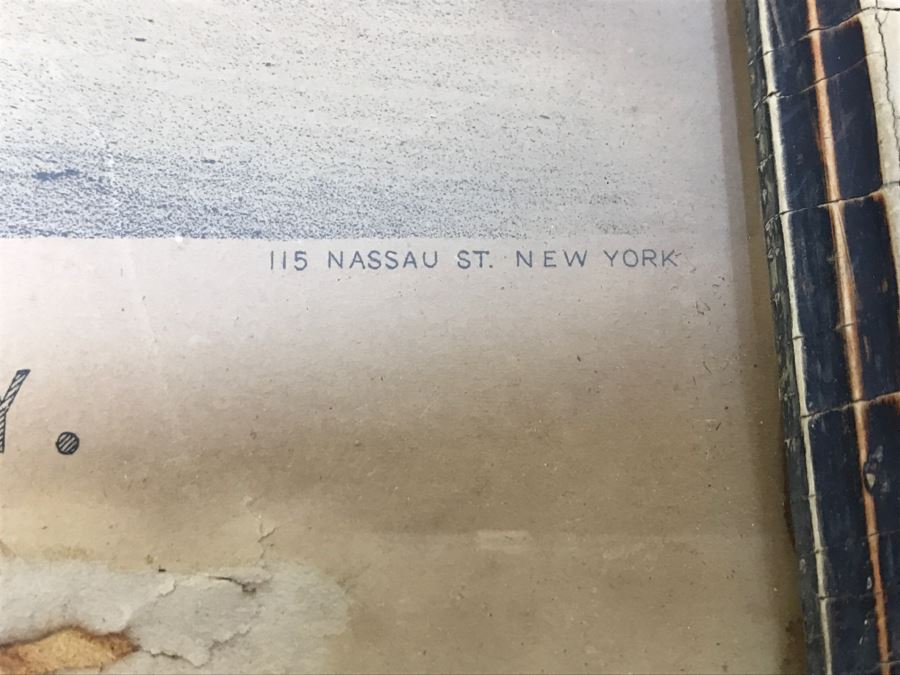 115 NASSAU ST. NEW YORK
Y.